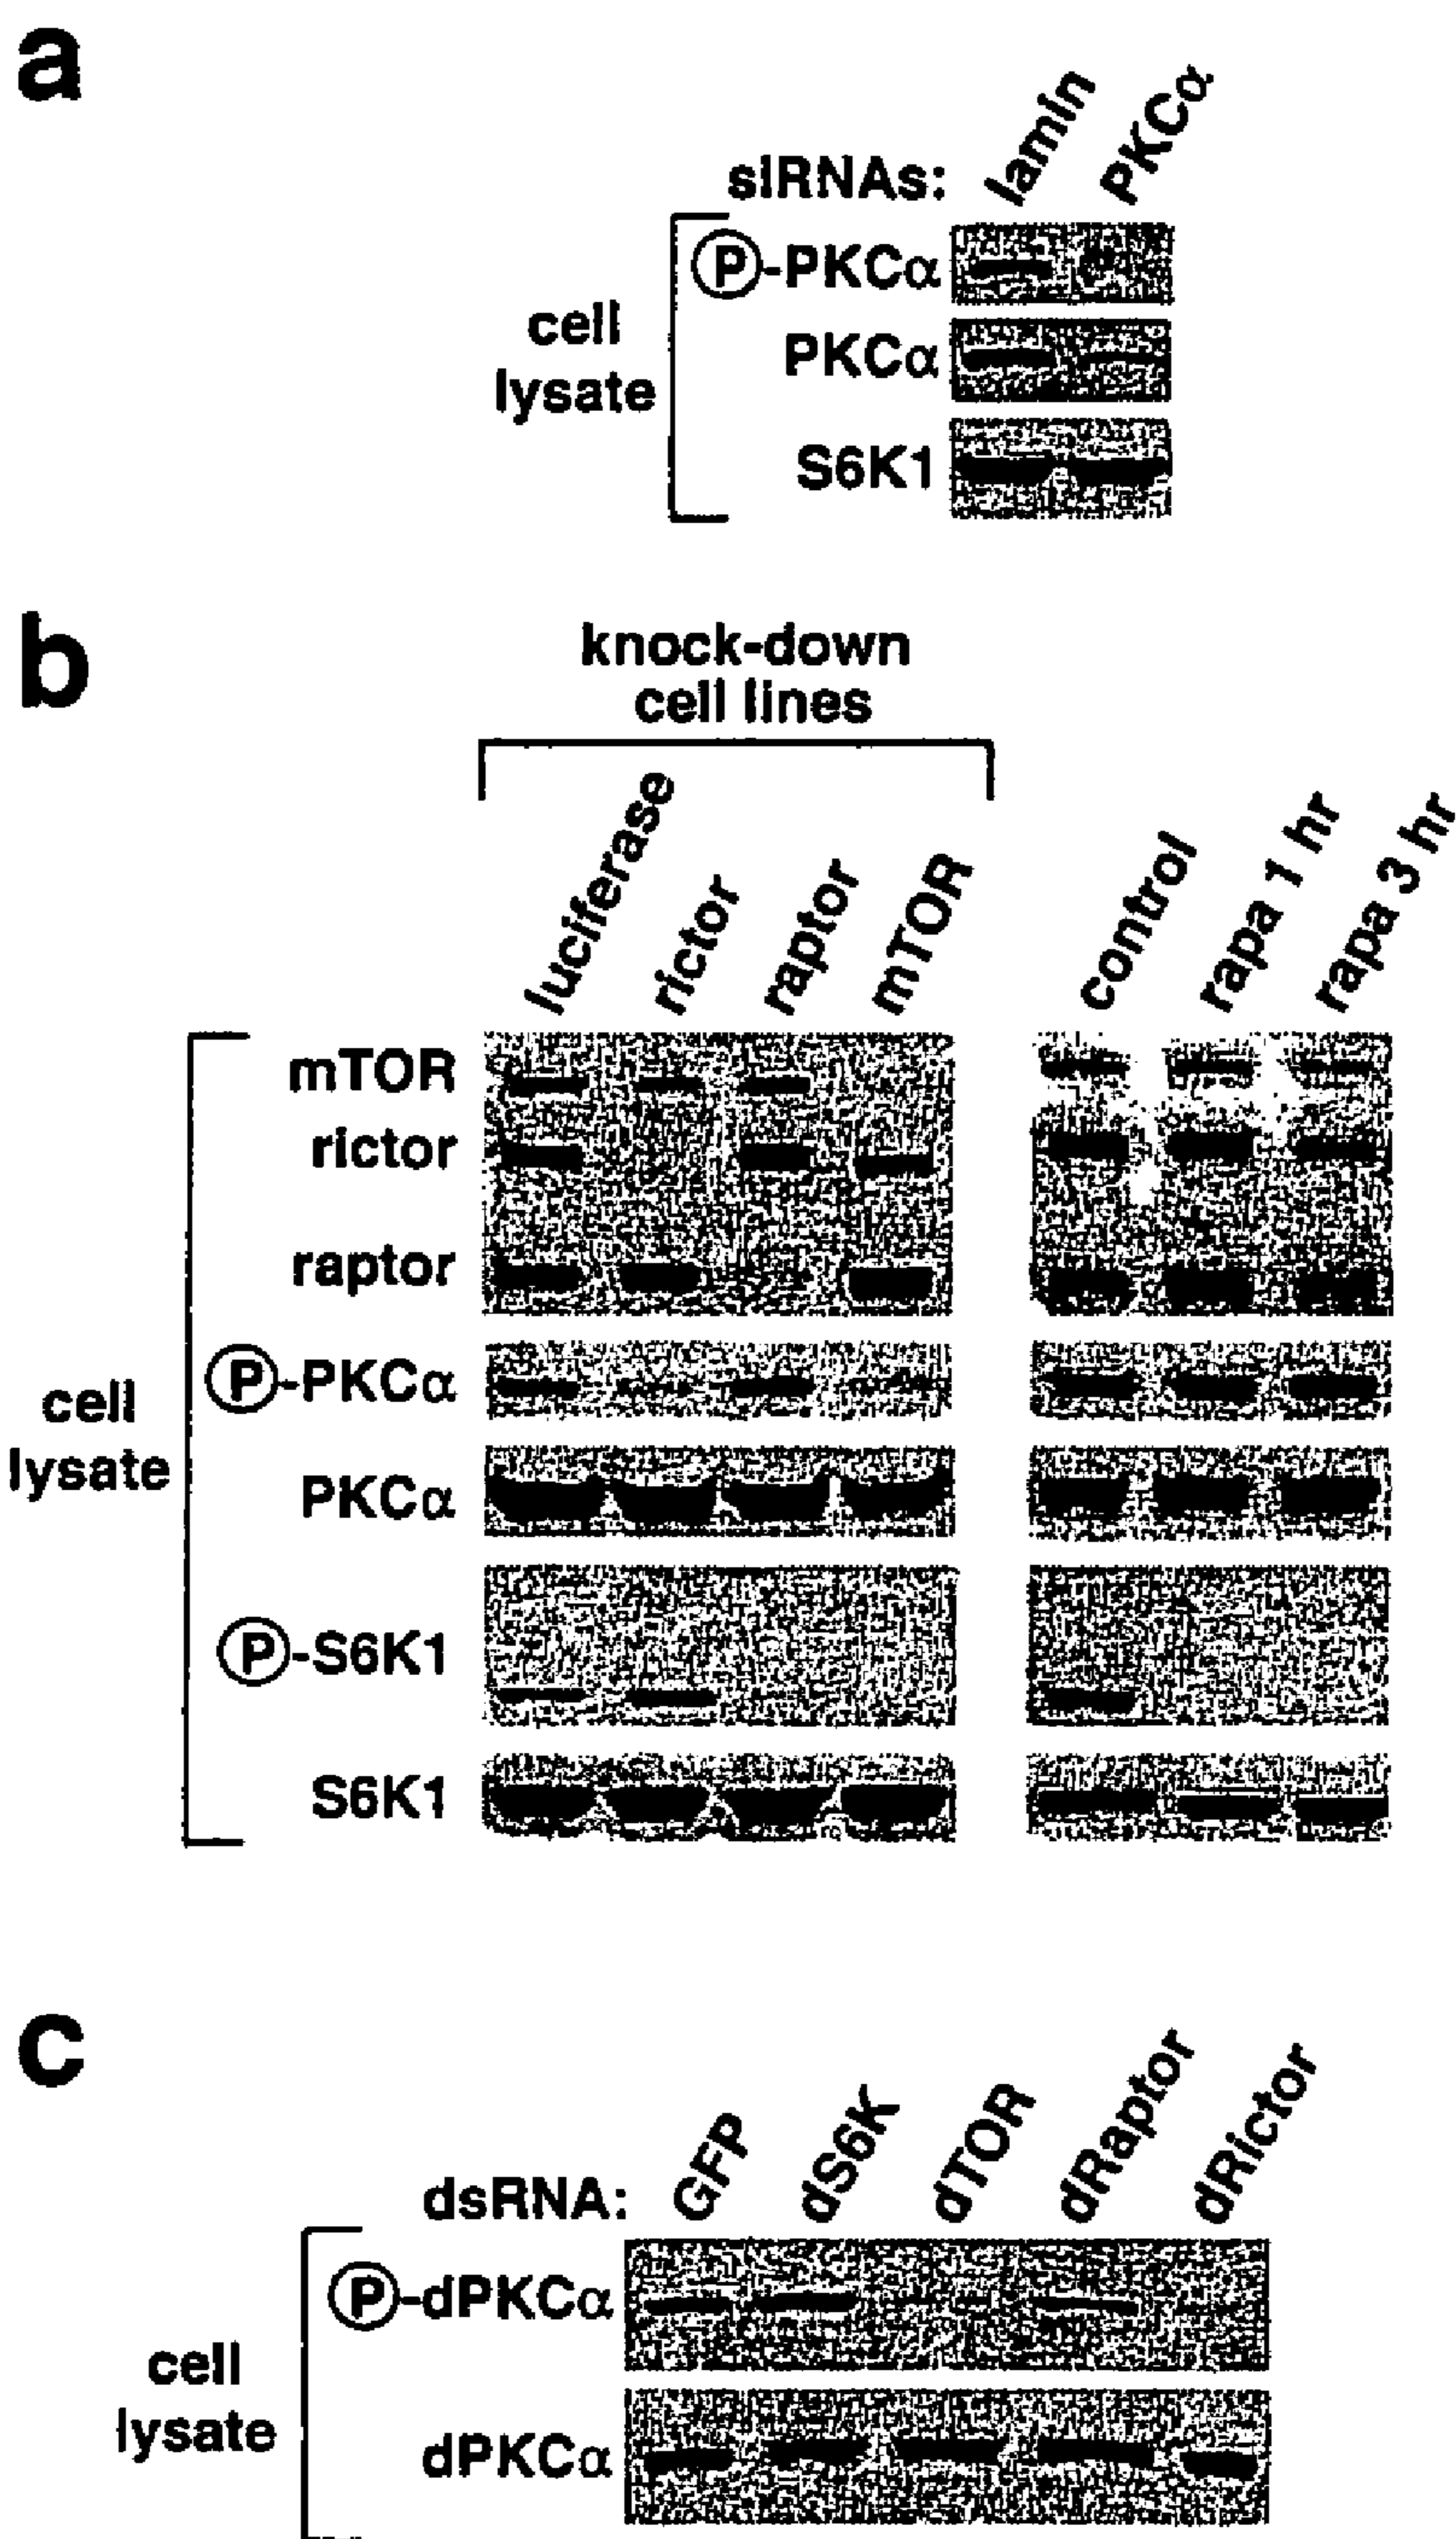 a
lamin PKCα
siRNAs:
Ⓟ-PKCα
PKCα
S6K1
cell
lysate
b
knock-down
cell lines
luciferase rictor raptor mTOR control rapa 1 hr rapa 3 hr
mTOR
rictor
raptor
Ⓟ-PKCα
PKCα
Ⓟ-S6K1
S6K1
cell
lysate
c
dsRNA: GFP dS6K dTOR dRaptor dRictor
Ⓟ-dPKCα
dPKCα
cell
lysate